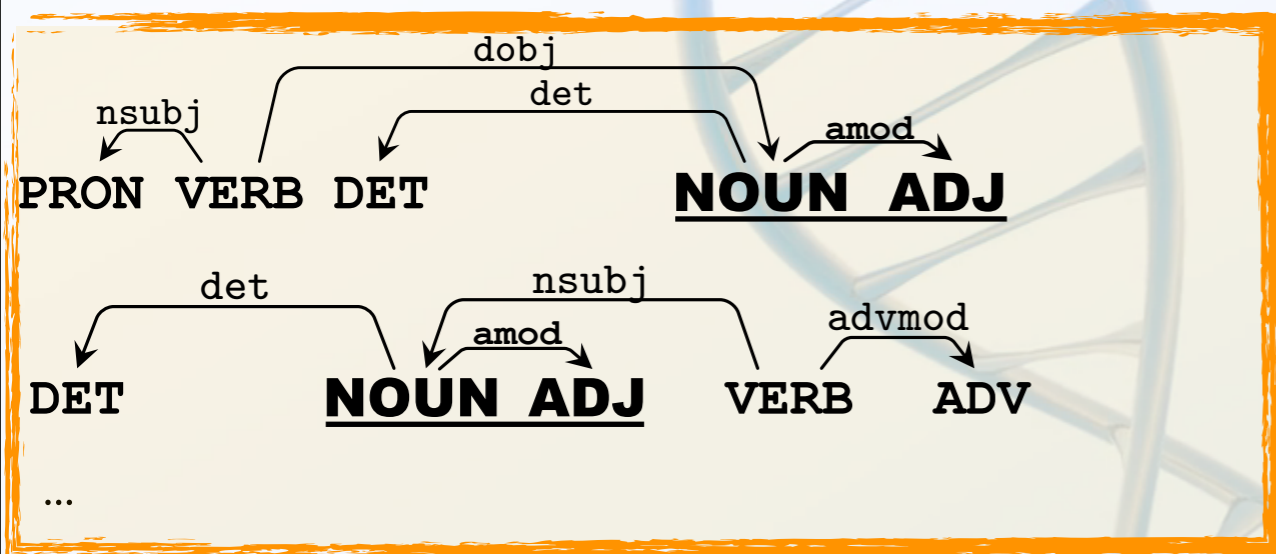 dobj
det
nsubj
amod
PRON VERB DET NOUN ADJ
det nsubj
advmod
amod
DET NOUN ADJ VERB ADV
...